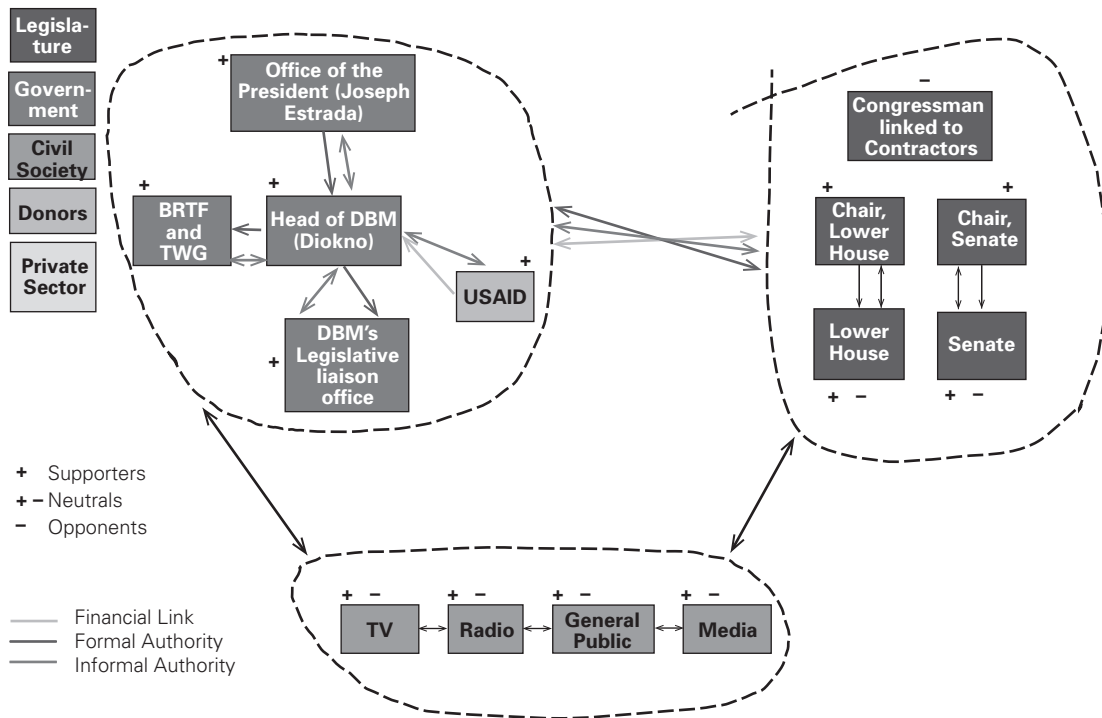 Legisla-
ture
Govern-
ment
Civil
Society
Donors
Private
Sector
+
Office of the
President (Joseph
Estrada)
+
BRTF
and
TWG
+
Head of DBM
(Diokno)
+
USAID
+
DBM's
Legislative
liaison
office
–
Congressman
linked to
Contractors
+
Chair,
Lower
House
+
Chair,
Senate
Lower
House
+ –
Senate
+ –
+ Supporters
+ – Neutrals
– Opponents
+ –
TV
+ –
Radio
+ –
General
Public
+ –
Media
Financial Link
Formal Authority
Informal Authority